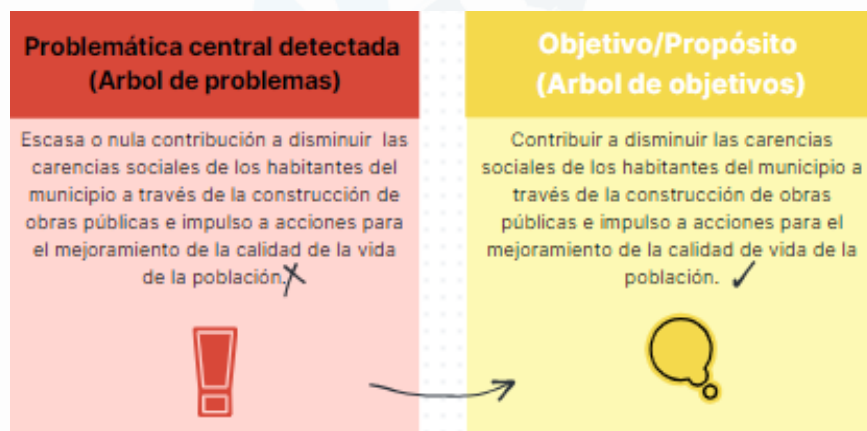 Problemática central detectada
(Arbol de problemas)
Escasa o nula contribución a disminuir las
carencias sociales de los habitantes del
municipio a través de la construcción de
obras públicas e impulso a acciones para
el mejoramiento de la calidad de la vida
de la población.
Objetivo/Propósito
(Arbol de objetivos)
Contribuir a disminuir las carencias
sociales de los habitantes del municipio a
través de la construcción de obras
públicas e impulso a acciones para el
mejoramiento de la calidad de vida de la
población.